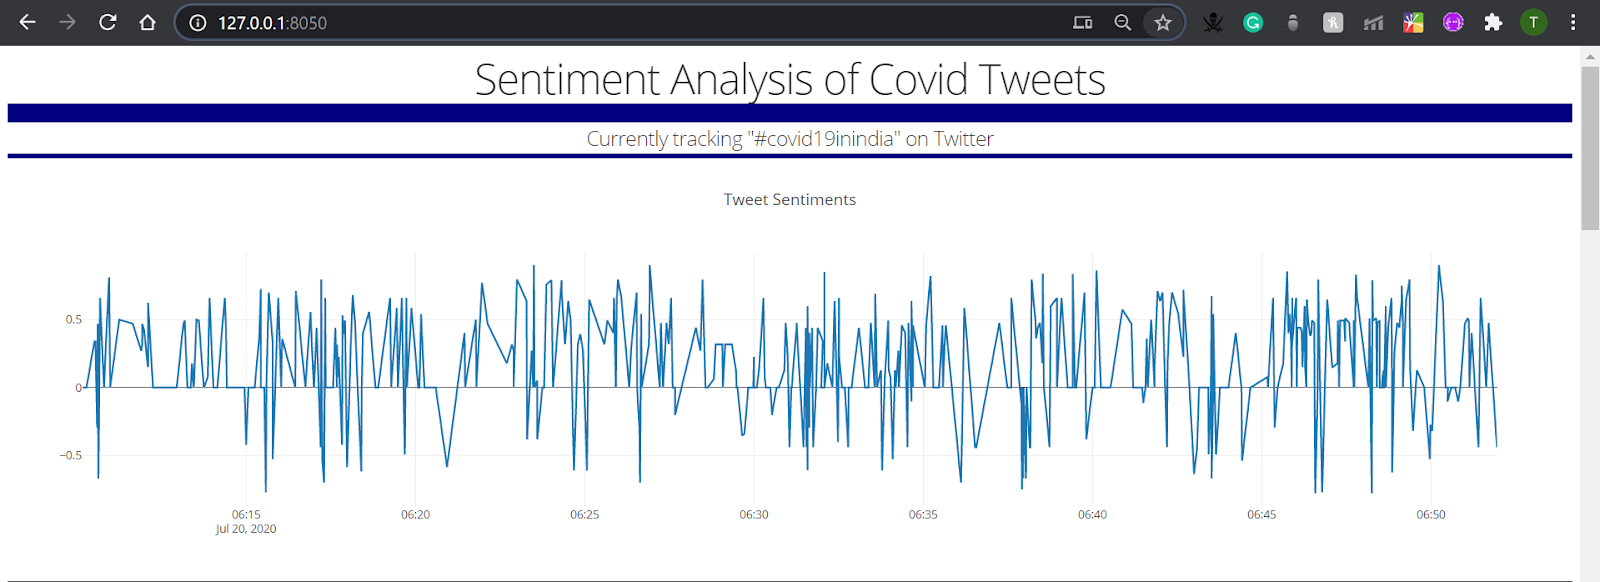 127.0.0.1:8050
T
Sentiment Analysis of Covid Tweets
Currently tracking "#covid19inindia" on Twitter
Tweet Sentiments
0.5
0
−0.5
06:15 06:20 06:25 06:30 06:35 06:40 06:45 06:50
Jul 20, 2020